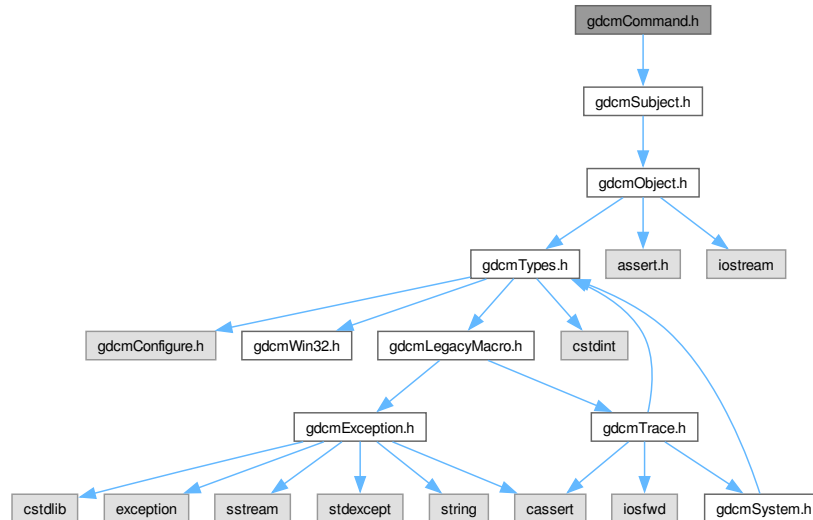 gdcmCommand.h
gdcmSubject.h
gdcmObject.h
gdcmTypes.h
assert.h
iostream
gdcmConfigure.h
gdcmWin32.h
gdcmLegacyMacro.h
cstdint
gdcmException.h
gdcmTrace.h
cstdlib
exception
sstream
stdexcept
string
cassert
iosfwd
gdcmSystem.h